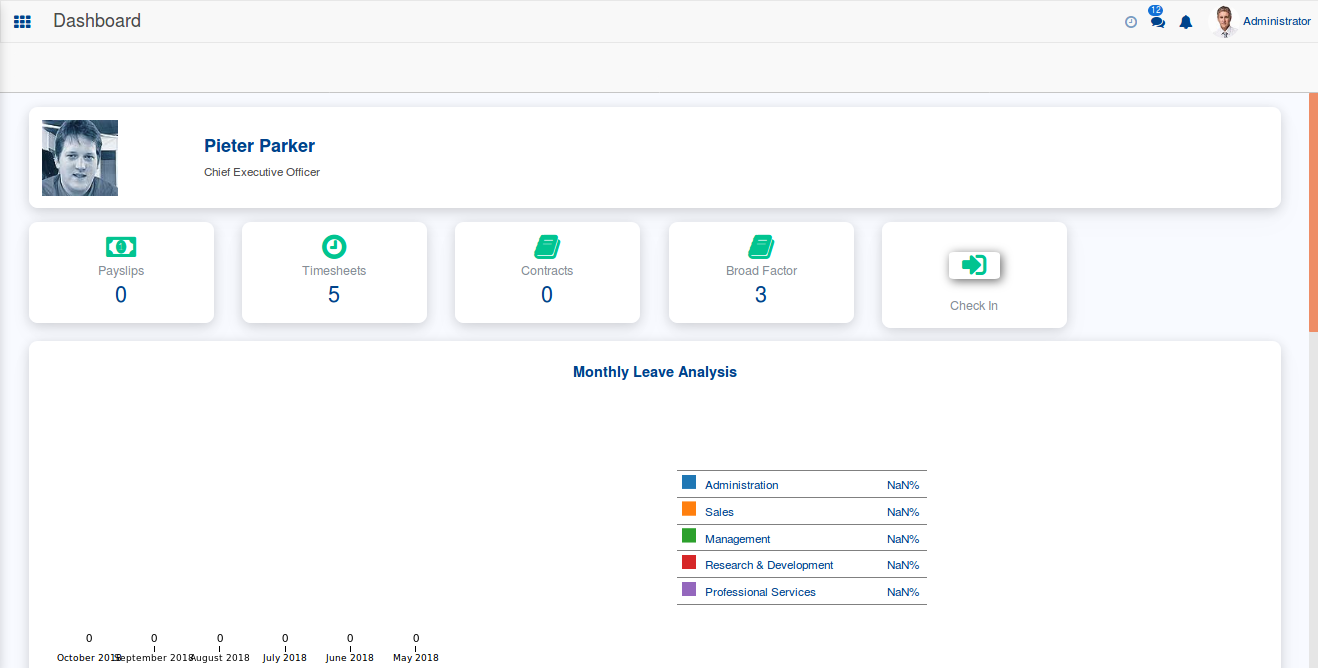 Dashboard
12
Administrator
Pieter Parker
Chief Executive Officer
Payslips
0
Timesheets
5
Contracts
0
Broad Factor
3
Check In
Monthly Leave Analysis
Administration NaN%
Sales NaN%
Management NaN%
Research & Development NaN%
Professional Services NaN%
0 0 0 0 0 0
October 2018 September 2018 August 2018 July 2018 June 2018 May 2018